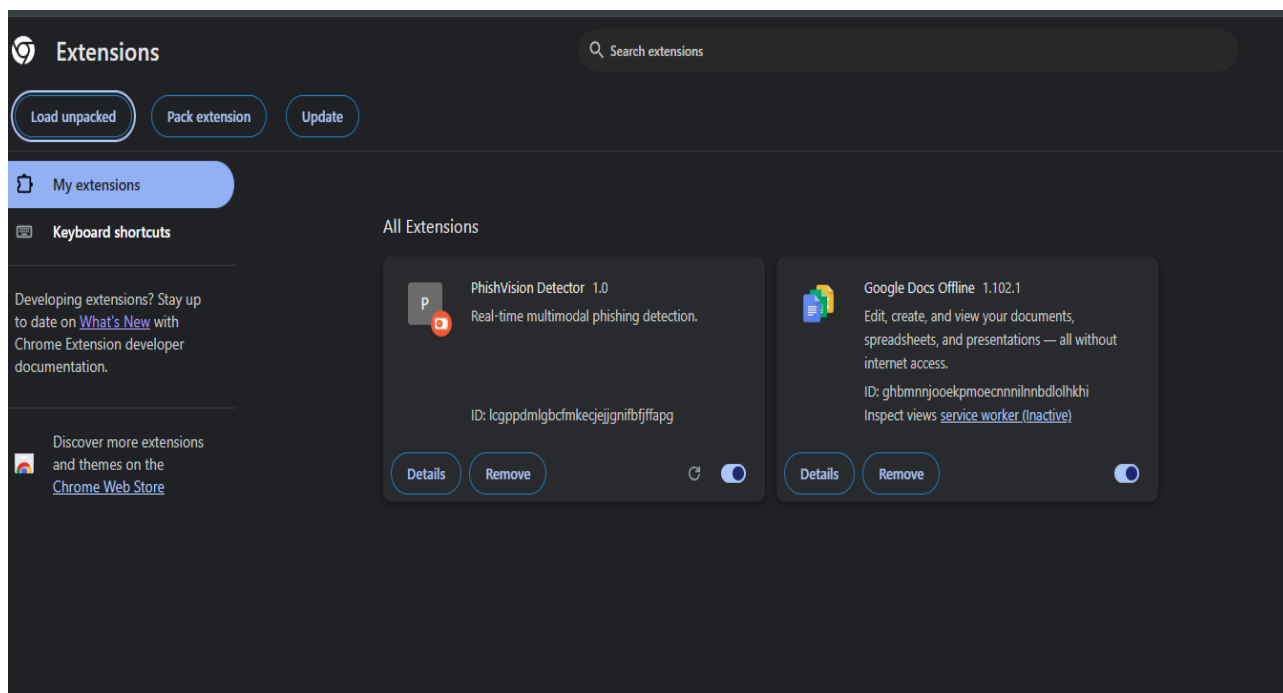 Extensions
Search extensions
Load unpacked
Pack extension
Update
My extensions
Keyboard shortcuts
Developing extensions? Stay up
to date on What's New with
Chrome Extension developer
documentation.
Discover more extensions
and themes on the
Chrome Web Store
All Extensions
P
PhishVision Detector 1.0
Real-time multimodal phishing detection.
ID: lcgppdmlgbcfmkecjejjgnifbfjffapg
Details
Remove
Google Docs Offline 1.102.1
Edit, create, and view your documents,
spreadsheets, and presentations — all without
internet access.
ID: ghbmnnjooekpmoecnnnilnnbdlolhkhi
Inspect views service worker (Inactive)
Details
Remove